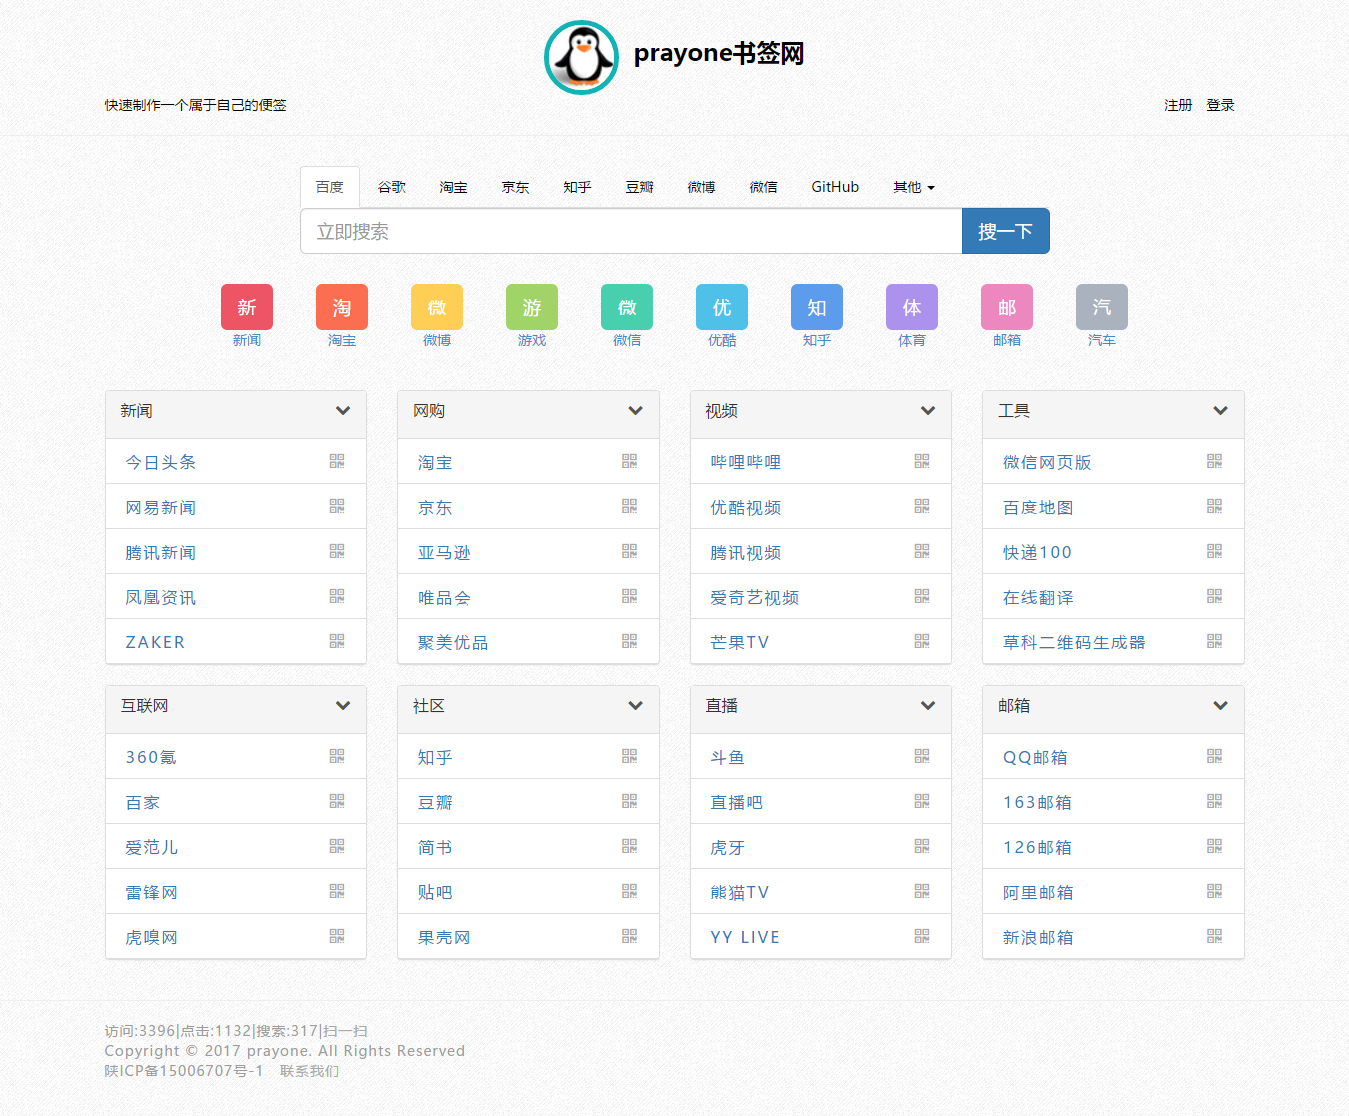 prayone书签网
快速制作一个属于自己的便签 注册 登录
百度 谷歌 淘宝 京东 知乎 豆瓣 微博 微信 GitHub 其他
立即搜索 搜一下
新 淘 微 游 微 优 知 体 邮 汽
新闻 淘宝 微博 游戏 微信 优酷 知乎 体育 邮箱 汽车
新闻 网购 视频 工具
今日头条 淘宝 哔哩哔哩 微信网页版
网易新闻 京东 优酷视频 百度地图
腾讯新闻 亚马逊 腾讯视频 快递100
凤凰资讯 唯品会 爱奇艺视频 在线翻译
ZAKER 聚美优品 芒果TV 草科二维码生成器
互联网 社区 直播 邮箱
360氪 知乎 斗鱼 QQ邮箱
百家 豆瓣 直播吧 163邮箱
爱范儿 简书 虎牙 126邮箱
雷锋网 贴吧 熊猫TV 阿里邮箱
虎嗅网 果壳网 YY LIVE 新浪邮箱
访问:3396|点击:1132|搜索:317|扫一扫
Copyright © 2017 prayone. All Rights Reserved
陕ICP备15006707号-1 联系我们